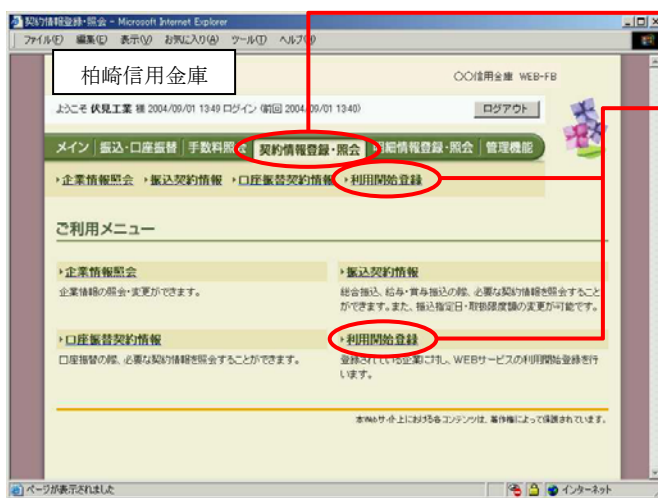 契約情報登録・照会 - Microsoft Internet Explorer
ファイル(F) 編集(E) 表示(V) お気に入り(A) ツール(T) ヘルプ(H)
柏崎信用金庫
〇〇信用金庫 WEB-FB
ようこそ 伏見工業 様 2004/09/01 1349 ログイン (前回 2004/09/01 1340)
ログアウト
メイン 振込・口座振替 手数料照会 契約情報登録・照会 明細情報登録・照会 管理機能
企業情報照会 振込契約情報 口座振替契約情報 利用開始登録
ご利用メニュー
企業情報照会
企業情報の照会・変更ができます。
振込契約情報
総合振込、給与・賞与振込の際、必要な契約情報を照会すること
ができます。また、振込指定日・取扱限度額の変更が可能です。
口座振替契約情報
口座振替の際、必要な契約情報を照会することができます。
利用開始登録
登録されている企業に対し、WEBサービスの利用開始登録を行
います。
本Webサイト上における各コンテンツは、著作権によって保護されています。
ページが表示されました
インターネット